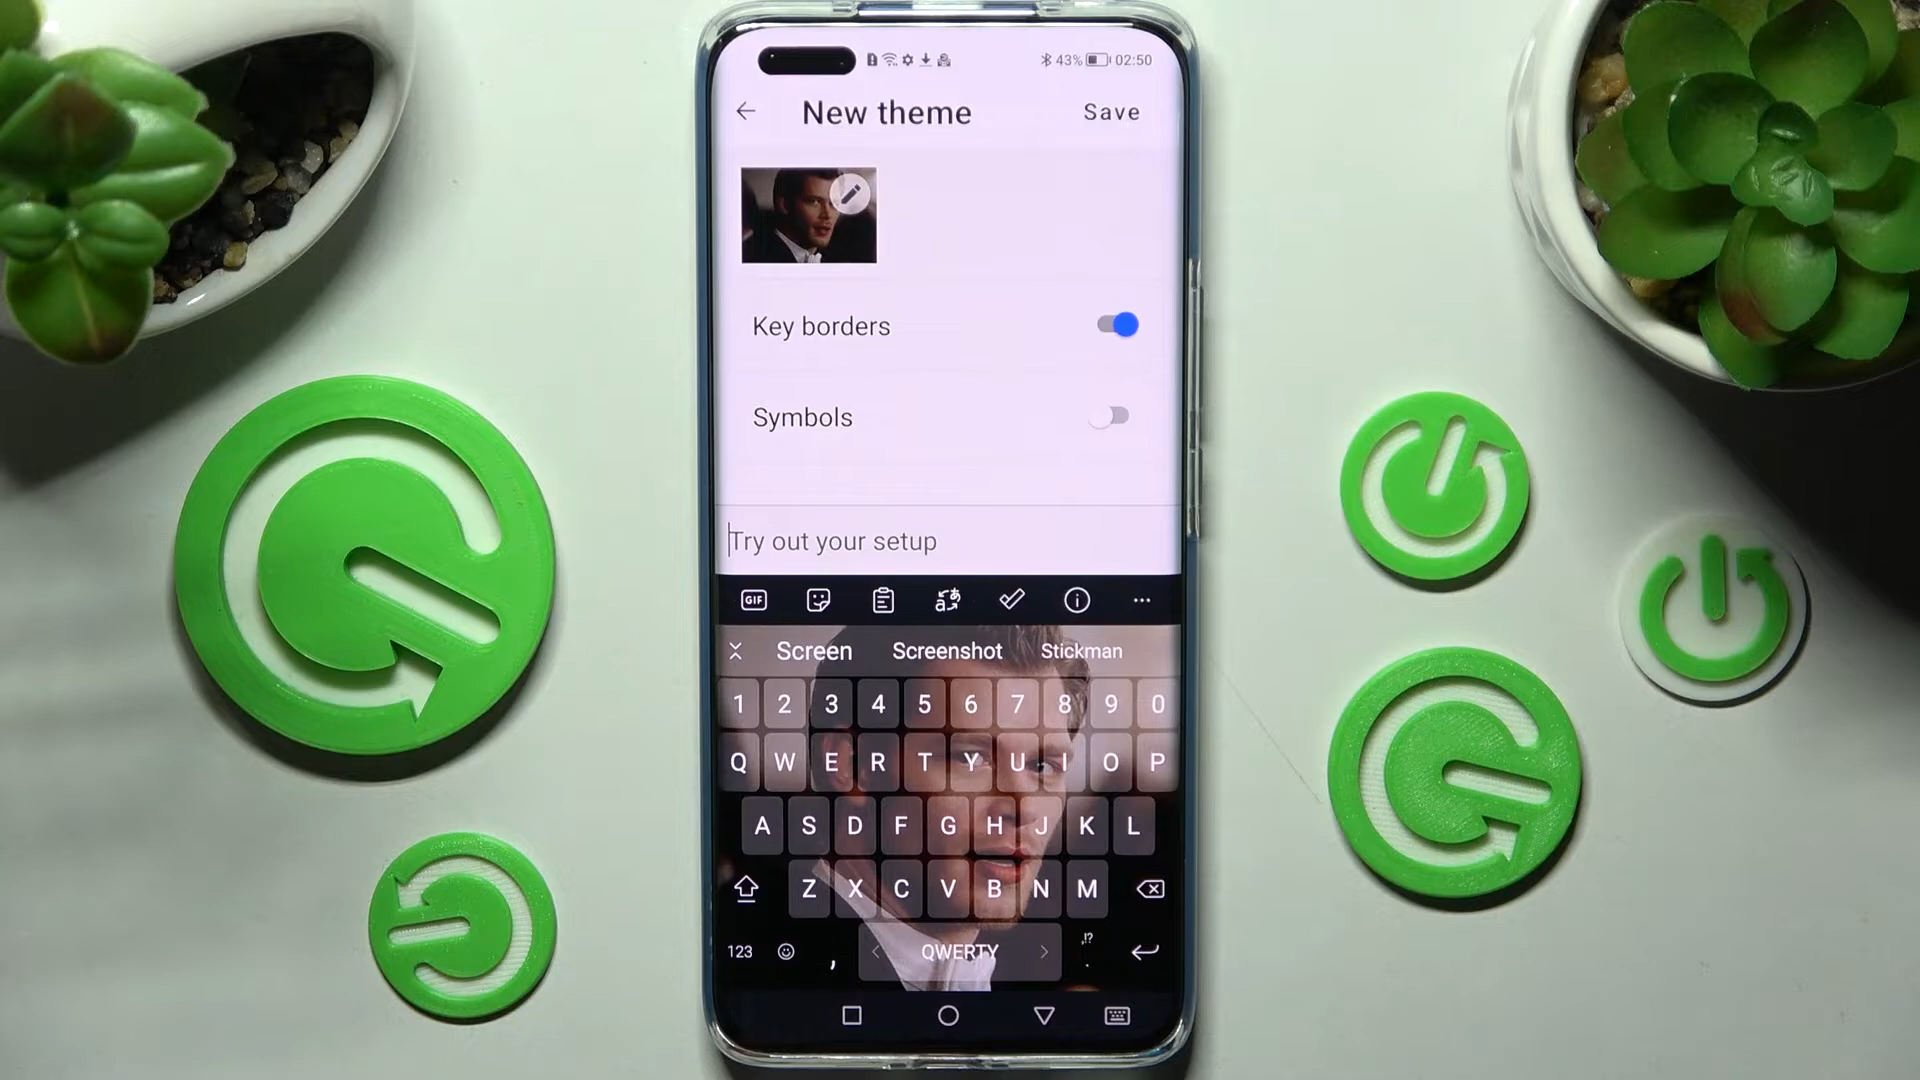 43% 02:50
New theme Save
Key borders
Symbols
Try out your setup
GIF
Screen Screenshot Stickman
1 2 3 4 5 6 7 8 9 0
Q W E R T Y U I O P
A S D F G H J K L
Z X C V B N M
123 , < QWERTY > ,!? .